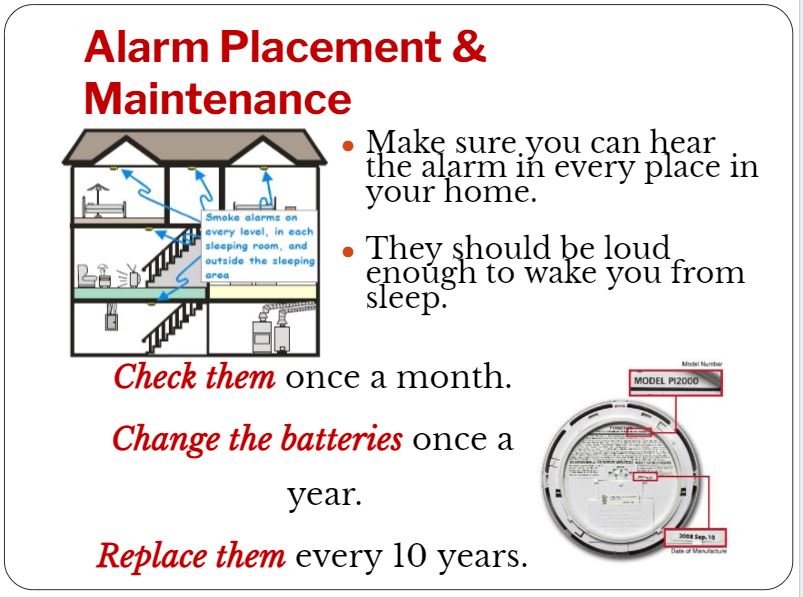 Alarm Placement &
Maintenance
• Make sure you can hear
the alarm in every place in
your home.
• They should be loud
enough to wake you from
sleep.
Smoke alarms on
every level, in each
sleeping room, and
outside the sleeping
area
Check them once a month.
Change the batteries once a
year.
Replace them every 10 years.
Model Number
MODEL PI2000
2008 Sep. 10
Date of Manufacture